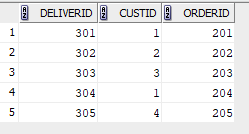 DELIVERID CUSTID ORDERID
1 301 1 201
2 302 2 202
3 303 3 203
4 304 1 204
5 305 4 205